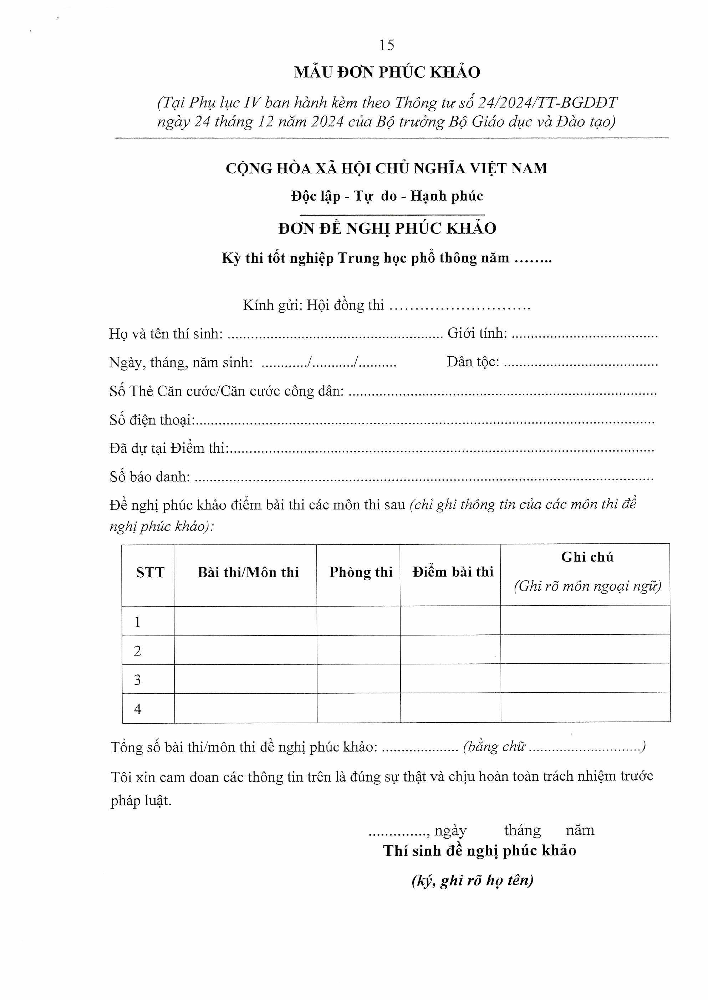 15
MẪU ĐƠN PHÚC KHẢO
(Tại Phụ lục IV ban hành kèm theo Thông tư số 24/2024/TT-BGDĐT
ngày 24 tháng 12 năm 2024 của Bộ trưởng Bộ Giáo dục và Đào tạo)
CỘNG HÒA XÃ HỘI CHỦ NGHĨA VIỆT NAM
Độc lập - Tự do - Hạnh phúc
ĐƠN ĐỀ NGHỊ PHÚC KHẢO
Kỳ thi tốt nghiệp Trung học phổ thông năm ........
Kính gửi: Hội đồng thi ............................
Họ và tên thí sinh: ........................................................ Giới tính: ......................................
Ngày, tháng, năm sinh: ............/.........../.......... Dân tộc: ........................................
Số Thẻ Căn cước/Căn cước công dân: ................................................................................
Số điện thoại:........................................................................................................................
Đã dự tại Điểm thi:...............................................................................................................
Số báo danh: ........................................................................................................................
Đề nghị phúc khảo điểm bài thi các môn thi sau (chỉ ghi thông tin của các môn thi đề
nghị phúc khảo):
STT Bài thi/Môn thi Phòng thi Điểm bài thi Ghi chú
(Ghi rõ môn ngoại ngữ)
1
2
3
4
Tổng số bài thi/môn thi đề nghị phúc khảo: .................... (bằng chữ .............................)
Tôi xin cam đoan các thông tin trên là đúng sự thật và chịu hoàn toàn trách nhiệm trước
pháp luật.
..............., ngày tháng năm
Thí sinh đề nghị phúc khảo
(ký, ghi rõ họ tên)